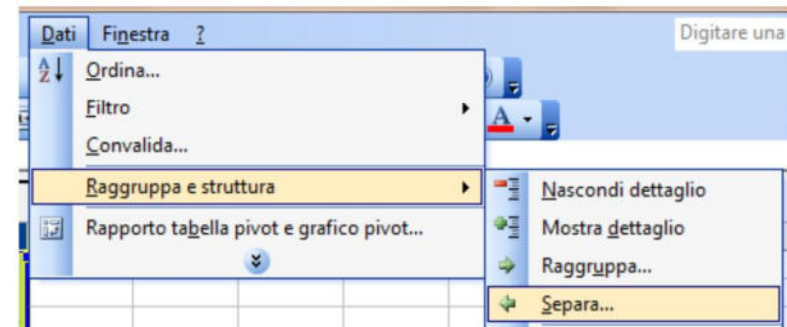 Dati Finestra ?
Digitare una
Ordina...
Filtro
Convalida...
Raggruppa e struttura
Rapporto tabella pivot e grafico pivot...
Nascondi dettaglio
Mostra dettaglio
Raggruppa...
Separa...
A